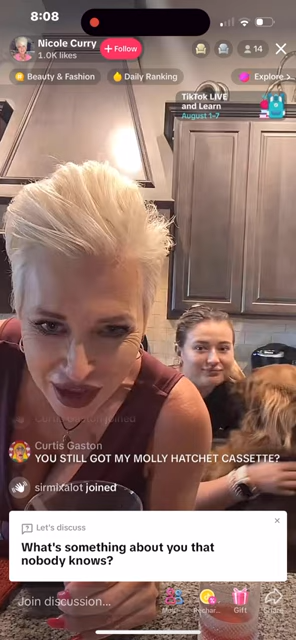 8:08
Nicole Curry
1.0K likes
+ Follow
14
Beauty & Fashion
Daily Ranking
Explore >
TikTok LIVE
and Learn
August 1-7
joined
Curtis Gaston
YOU STILL GOT MY MOLLY HATCHET CASSETTE?
sirmixalot joined
Let's discuss
What's something about you that
nobody knows?
Join discussion...
Gift
Share